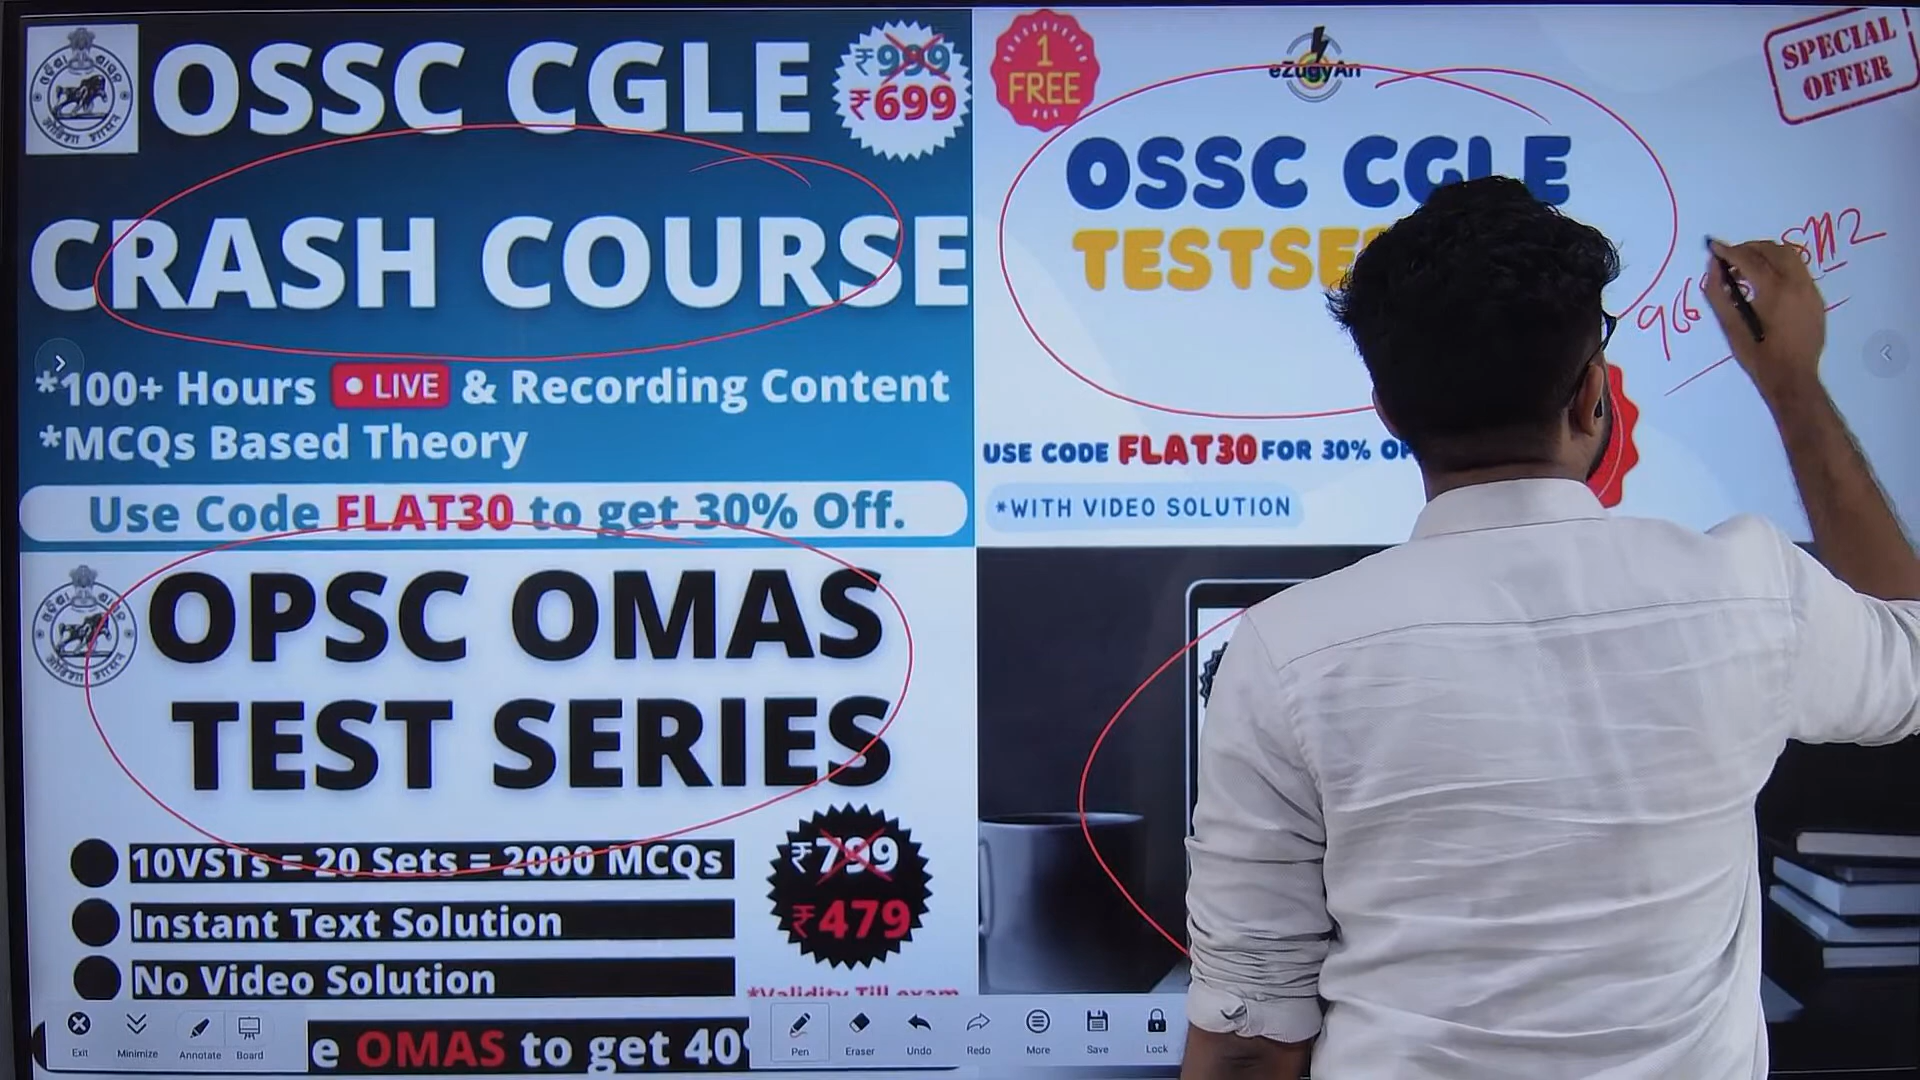 OSSC CGLE
₹999
₹699
CRASH COURSE
*100+ Hours LIVE & Recording Content
*MCQs Based Theory
Use Code FLAT30 to get 30% Off.
1
FREE
eZugyAn
SPECIAL
OFFER
OSSC CGLE
USE CODE FLAT30 FOR 30%
*WITH VIDEO SOLUTION
OPSC OMAS
TEST SERIES
10VSTs = 20 Sets = 2000 MCQs
Instant Text Solution
No Video Solution
₹799
₹479
*Validity Till exam
OMAS to get
Exit
Minimize
Annotate
Board
Pen
Eraser
Undo
Redo
More
Save
Lock